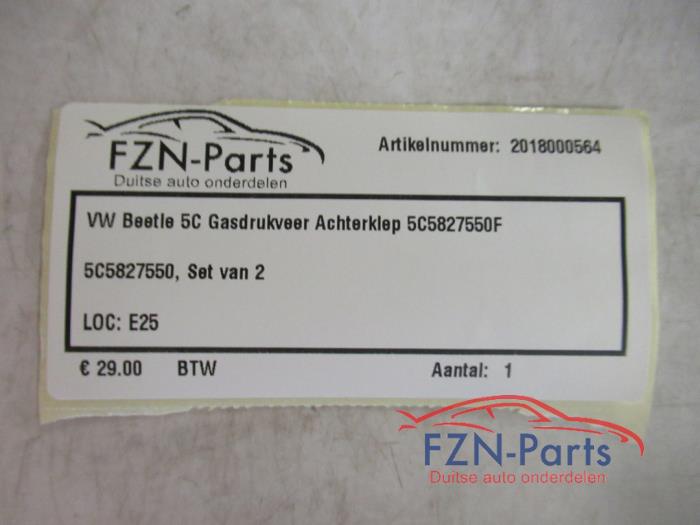 FZN-Parts
Duitse auto onderdelen
Artikelnummer: 2018000564
VW Beetle 5C Gasdrukveer Achterklep 5C5827550F
5C5827550, Set van 2
LOC: E25
€ 29.00 BTW Aantal: 1
FZN-Parts
Duitse auto onderdelen